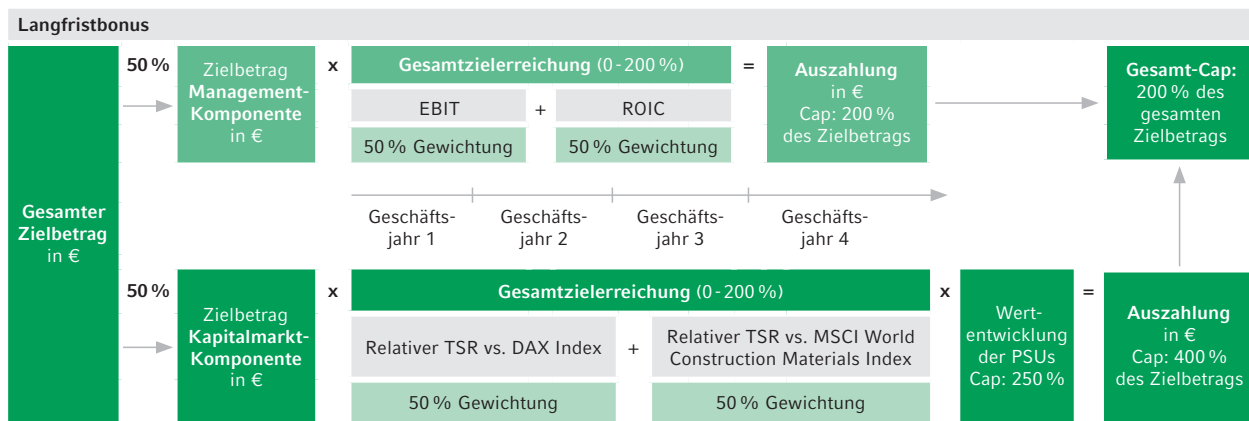 Langfristbonus
Gesamter
Zielbetrag
in €
50 %
Zielbetrag
Management-
Komponente
in €
x
Gesamtzielerreichung (0 - 200 %)
EBIT
+
ROIC
50 % Gewichtung
50 % Gewichtung
=
Auszahlung
in €
Cap: 200 %
des Zielbetrags
Gesamt-Cap:
200 % des
gesamten
Zielbetrags
Geschäfts-
jahr 1
Geschäfts-
jahr 2
Geschäfts-
jahr 3
Geschäfts-
jahr 4
50 %
Zielbetrag
Kapitalmarkt-
Komponente
in €
x
Gesamtzielerreichung (0 - 200 %)
Relativer TSR vs. DAX Index
+
Relativer TSR vs. MSCI World
Construction Materials Index
50 % Gewichtung
50 % Gewichtung
x
Wert-
entwicklung
der PSUs
Cap: 250 %
=
Auszahlung
in €
Cap: 400 %
des Zielbetrags